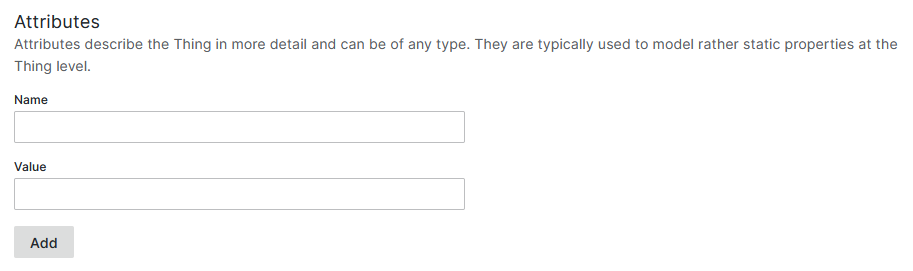 Attributes
Attributes describe the Thing in more detail and can be of any type. They are typically used to model rather static properties at the
Thing level.
Name
Value
Add